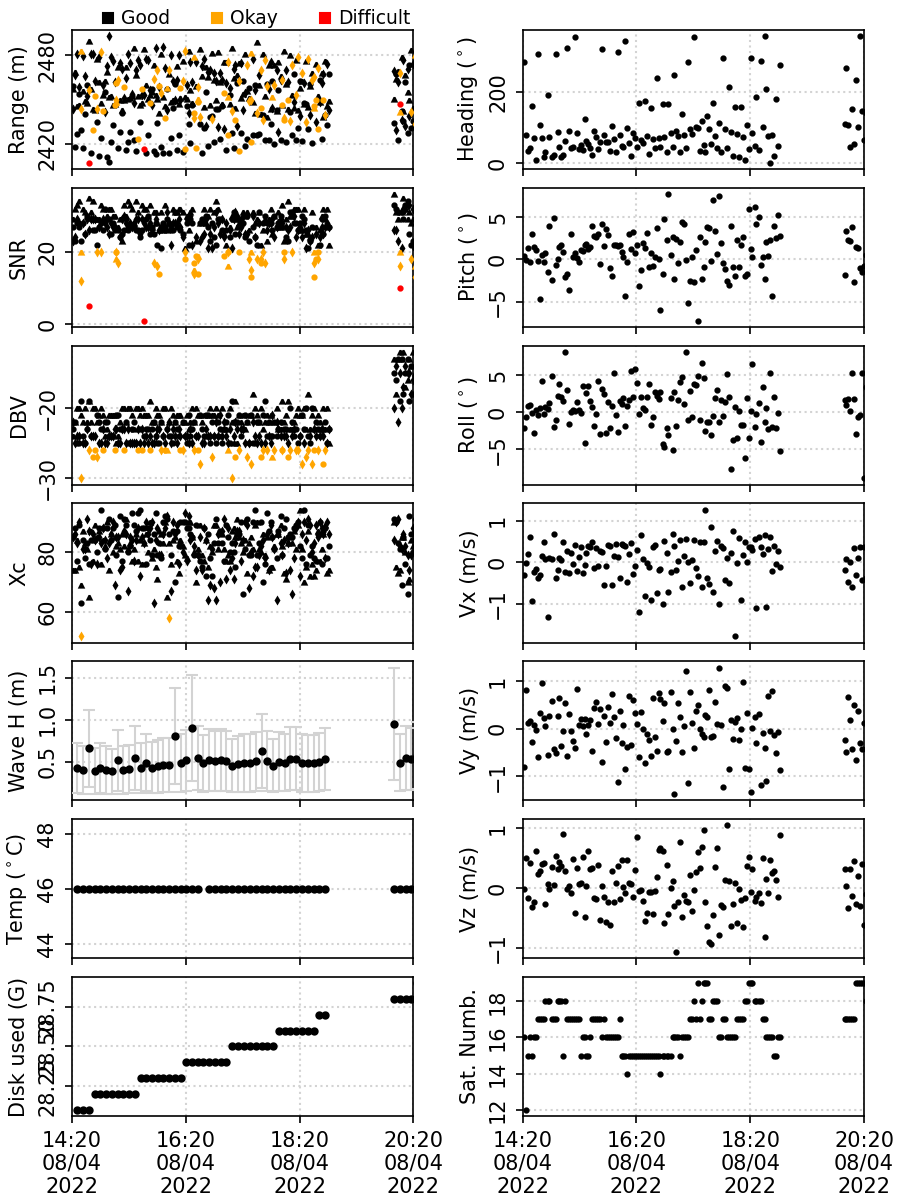 Good Okay Difficult
Range (m)
2480
2420
Heading (°)
200
0
SNR
20
0
Pitch (°)
5
0
−5
DBV
−20
−30
Roll (°)
5
0
−5
Xc
80
60
Vx (m/s)
1
0
−1
Wave H (m)
1.5
1.0
0.5
Vy (m/s)
1
0
−1
Temp (°C)
48
46
44
Vz (m/s)
1
0
−1
Disk used (G)
Sat. Numb.
18
16
14
12
14:20 16:20 18:20 20:20
08/04 08/04 08/04 08/04
2022 2022 2022 2022
14:20 16:20 18:20 20:20
08/04 08/04 08/04 08/04
2022 2022 2022 2022